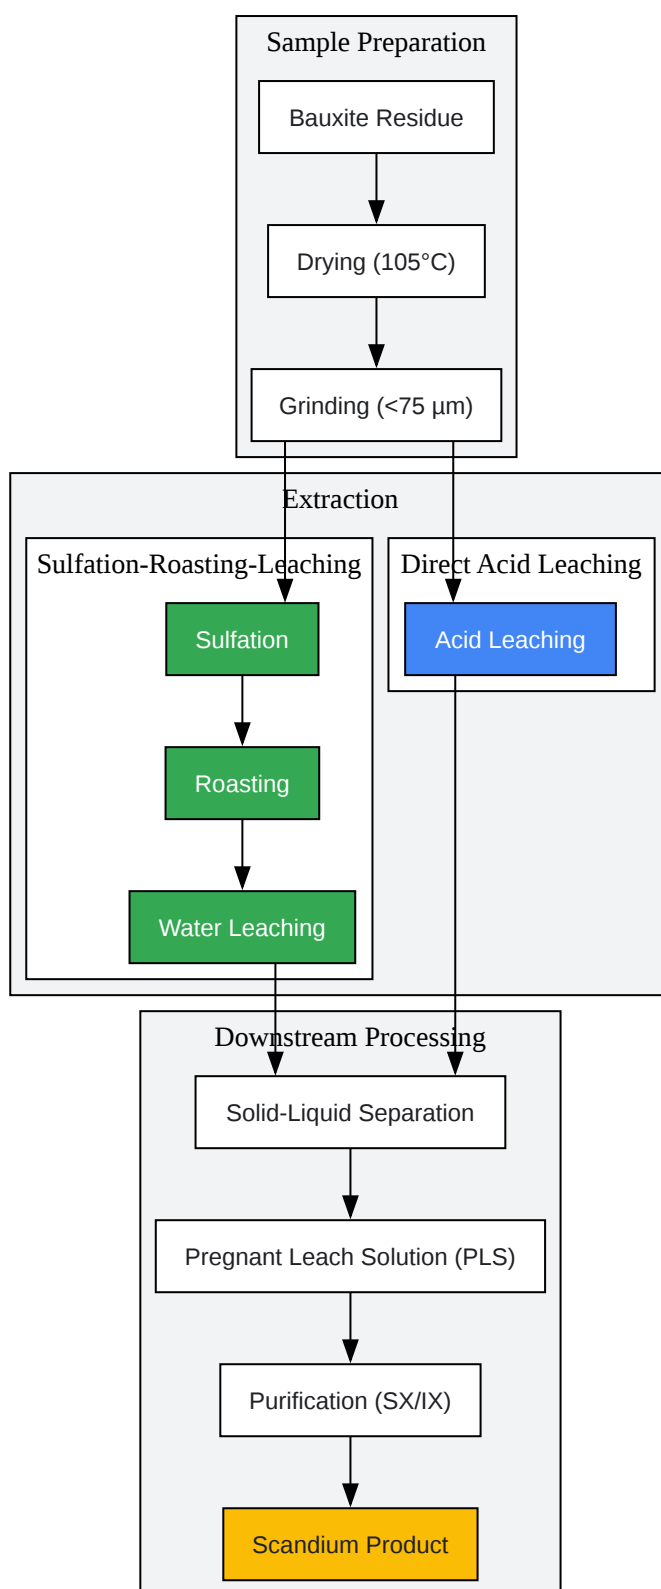 Sample Preparation
Bauxite Residue
Drying (105°C)
Grinding (<75 µm)
Extraction
Sulfation-Roasting-Leaching
Direct Acid Leaching
Sulfation
Acid Leaching
Roasting
Water Leaching
Downstream Processing
Solid-Liquid Separation
Pregnant Leach Solution (PLS)
Purification (SX/IX)
Scandium Product